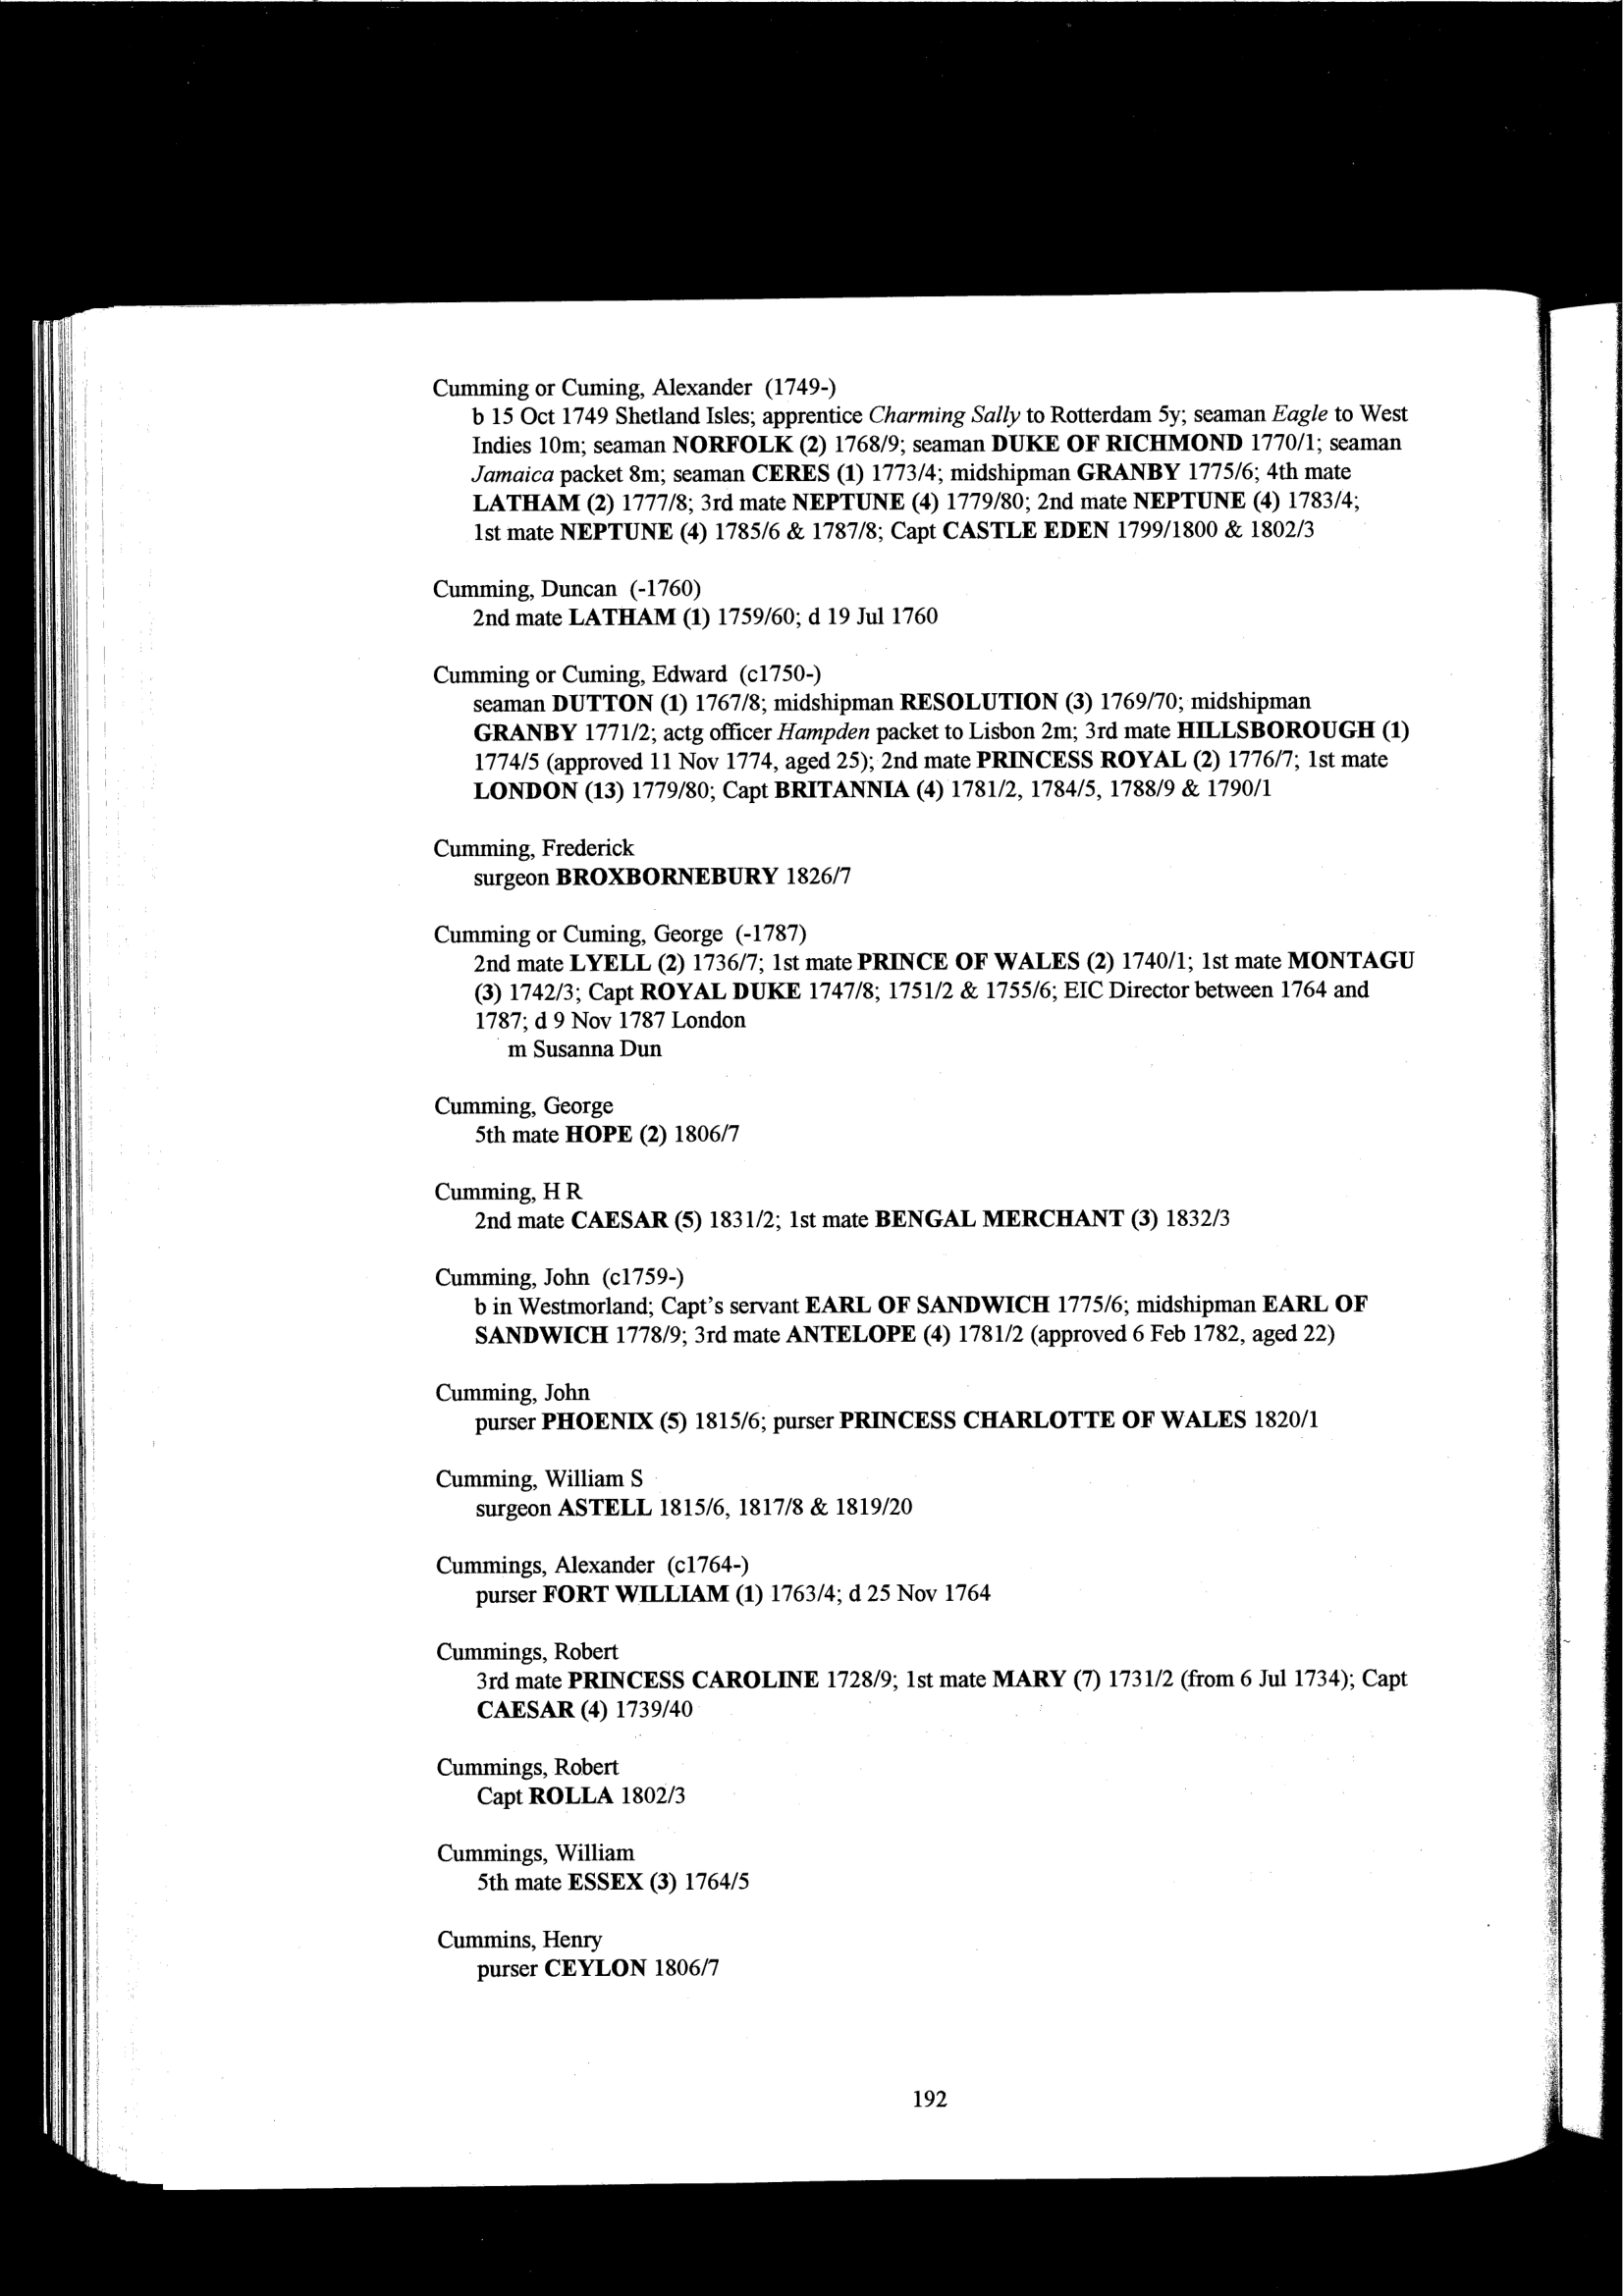 Cumming or Cuming, Alexander (1749-)
b 15 Oct 1749 Shetland Isles; apprentice Charming Sally to Rotterdam 5y; seaman Eagle to West
Indies 10m; seaman NORFOLK (2) 1768/9; seaman DUKE OF RICHMOND 1770/1; seaman
Jamaica packet 8m; seaman CERES (1) 1773/4; midshipman GRANBY 1775/6; 4th mate
LATHAM (2) 1777/8; 3rd mate NEPTUNE (4) 1779/80; 2nd mate NEPTUNE (4) 1783/4;
1st mate NEPTUNE (4) 1785/6 & 1787/8; Capt CASTLE EDEN 1799/1800 & 1802/3
Cumming, Duncan (-1760)
2nd mate LATHAM (1) 1759/60; d 19 Jul 1760
Cumming or Cuming, Edward (c1750-)
seaman DUTTON (1) 1767/8; midshipman RESOLUTION (3) 1769/70; midshipman
GRANBY 1771/2; actg officer Hampden packet to Lisbon 2m; 3rd mate HILLSBOROUGH (1)
1774/5 (approved 11 Nov 1774, aged 25); 2nd mate PRINCESS ROYAL (2) 1776/7; 1st mate
LONDON (13) 1779/80; Capt BRITANNIA (4) 1781/2, 1784/5, 1788/9 & 1790/1
Cumming, Frederick
surgeon BROXBORNEBURY 1826/7
Cumming or Cuming, George (-1787)
2nd mate LYELL (2) 1736/7; 1st mate PRINCE OF WALES (2) 1740/1; 1st mate MONTAGU
(3) 1742/3; Capt ROYAL DUKE 1747/8; 1751/2 & 1755/6; EIC Director between 1764 and
1787; d 9 Nov 1787 London
m Susanna Dun
Cumming, George
5th mate HOPE (2) 1806/7
Cumming, H R
2nd mate CAESAR (5) 1831/2; 1st mate BENGAL MERCHANT (3) 1832/3
Cumming, John (c1759-)
b in Westmorland; Capt's servant EARL OF SANDWICH 1775/6; midshipman EARL OF
SANDWICH 1778/9; 3rd mate ANTELOPE (4) 1781/2 (approved 6 Feb 1782, aged 22)
Cumming, John
purser PHOENIX (5) 1815/6; purser PRINCESS CHARLOTTE OF WALES 1820/1
Cumming, William S
surgeon ASTELL 1815/6, 1817/8 & 1819/20
Cummings, Alexander (c1764-)
purser FORT WILLIAM (1) 1763/4; d 25 Nov 1764
Cummings, Robert
3rd mate PRINCESS CAROLINE 1728/9; 1st mate MARY (7) 1731/2 (from 6 Jul 1734); Capt
CAESAR (4) 1739/40
Cummings, Robert
Capt ROLLA 1802/3
Cummings, William
5th mate ESSEX (3) 1764/5
Cummins, Henry
purser CEYLON 1806/7
192